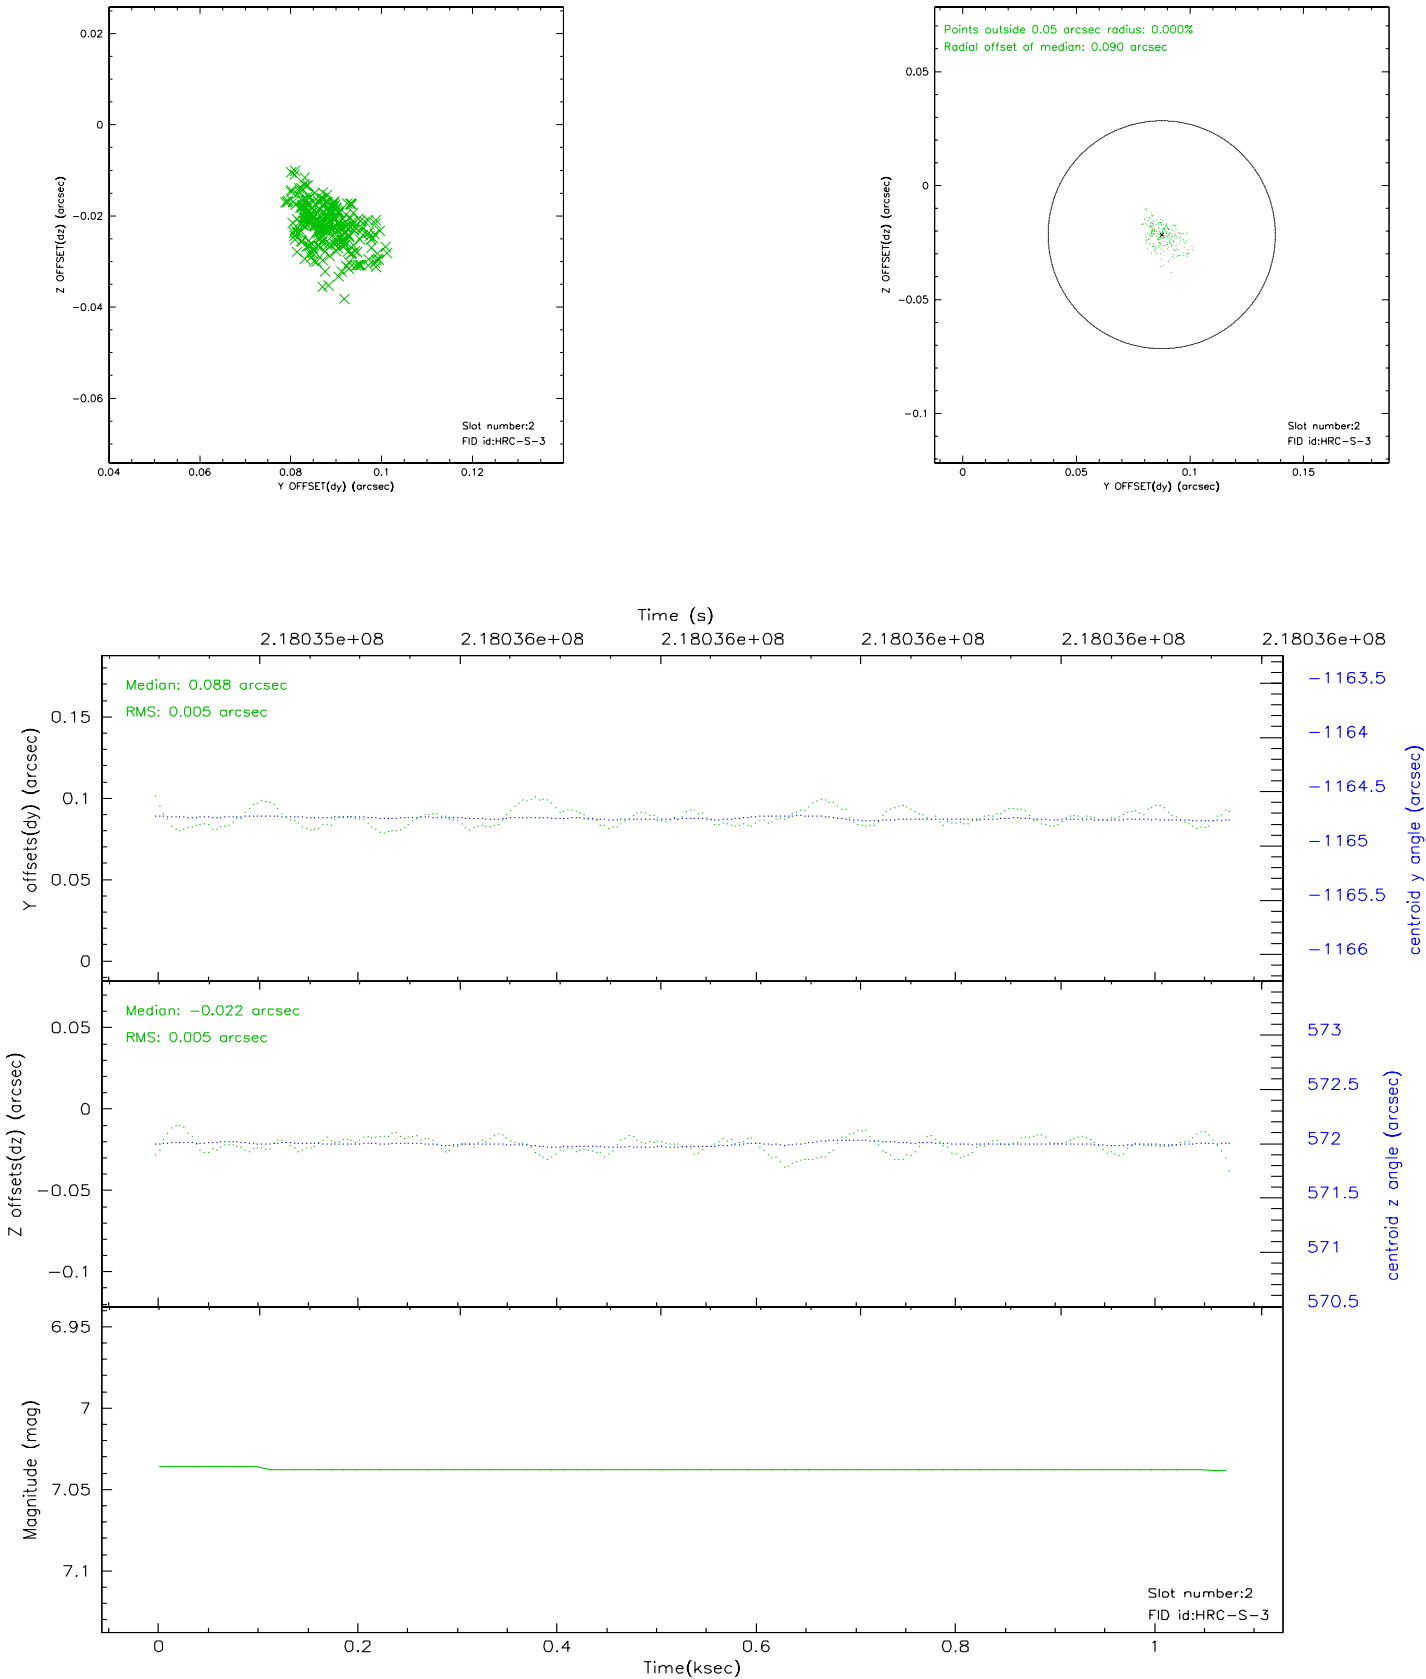 0.02
0
−0.02
−0.04
−0.06
Z OFFSET(dz) (arcsec)
Slot number:2
FID id:HRC−S−3
0.04 0.06 0.08 0.1 0.12
Y OFFSET(dy) (arcsec)
Points outside 0.05 arcsec radius: 0.000%
Radial offset of median: 0.090 arcsec
0.05
0
−0.05
−0.1
Z OFFSET(dz) (arcsec)
Slot number:2
FID id:HRC−S−3
0 0.05 0.1 0.15
Y OFFSET(dy) (arcsec)
Time (s)
2.18035e+08 2.18036e+08 2.18036e+08 2.18036e+08 2.18036e+08 2.18036e+08
Median: 0.088 arcsec
RMS: 0.005 arcsec
0.15
0.1
0.05
0
Y offsets(dy) (arcsec)
−1163.5
−1164
−1164.5
−1165
−1165.5
−1166
centroid y angle (arcsec)
Median: −0.022 arcsec
RMS: 0.005 arcsec
0.05
0
−0.05
−0.1
Z offsets(dz) (arcsec)
573
572.5
572
571.5
571
570.5
centroid z angle (arcsec)
6.95
7
7.05
7.1
Magnitude (mag)
Slot number:2
FID id:HRC−S−3
0 0.2 0.4 0.6 0.8 1
Time(ksec)